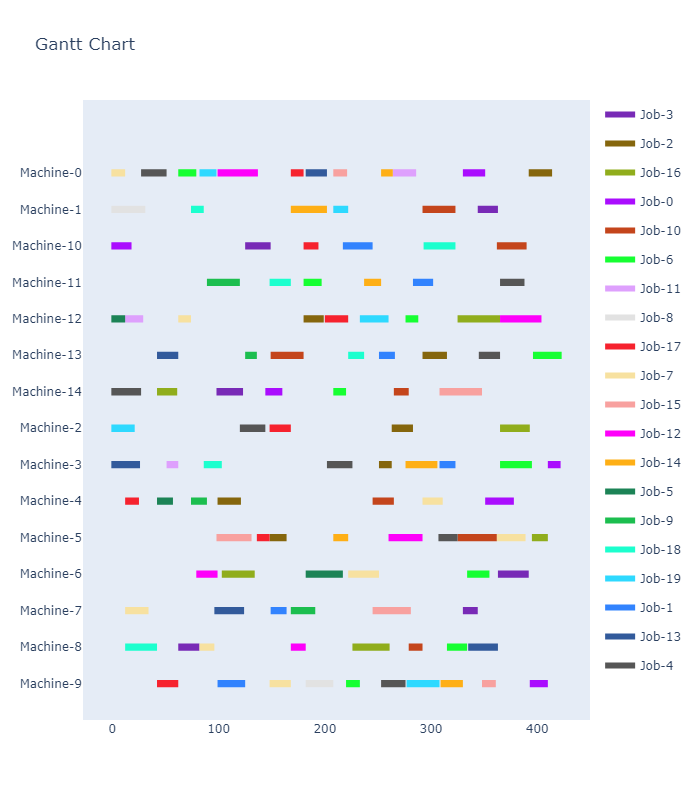 Gantt Chart
Machine-0
Machine-1
Machine-10
Machine-11
Machine-12
Machine-13
Machine-14
Machine-2
Machine-3
Machine-4
Machine-5
Machine-6
Machine-7
Machine-8
Machine-9
0 100 200 300 400
Job-3
Job-2
Job-16
Job-0
Job-10
Job-6
Job-11
Job-8
Job-17
Job-7
Job-15
Job-12
Job-14
Job-5
Job-9
Job-18
Job-19
Job-1
Job-13
Job-4